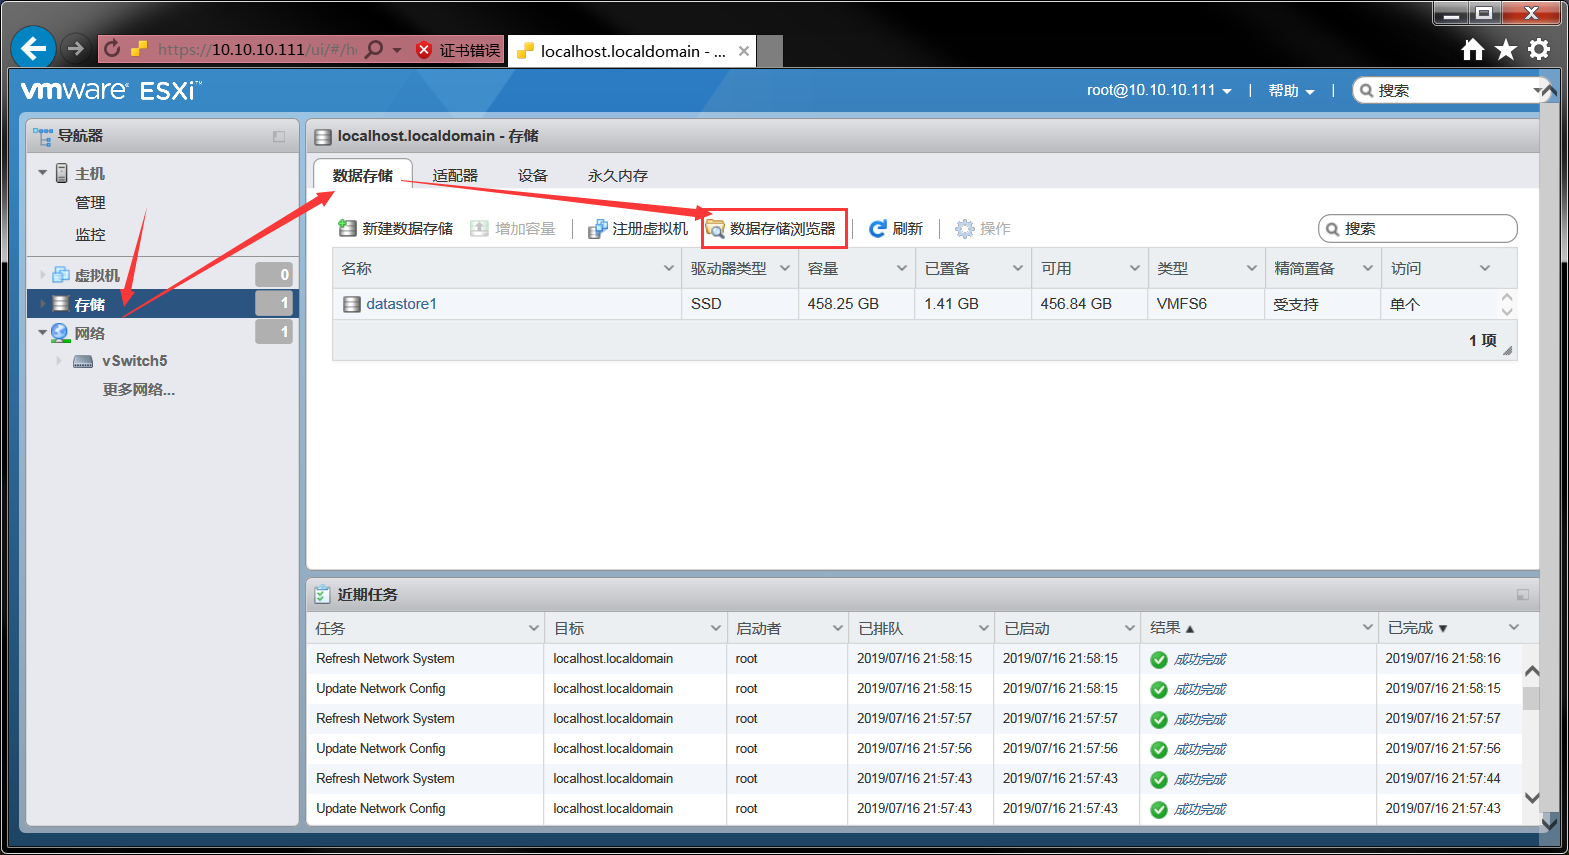 https://10.10.10.111/ui/#/h
证书错误
localhost.localdomain - ...
vmware ESXi™
root@10.10.10.111
|
帮助
|
搜索
导航器
主机
管理
监控
虚拟机 0
存储 1
网络 1
vSwitch5
更多网络...
localhost.localdomain - 存储
数据存储 适配器 设备 永久内存
新建数据存储 增加容量 注册虚拟机 数据存储浏览器 刷新 操作 搜索
名称 驱动器类型 容量 已置备 可用 类型 精简置备 访问
datastore1 SSD 458.25 GB 1.41 GB 456.84 GB VMFS6 受支持 单个
1 项
近期任务
任务 目标 启动者 已排队 已启动 结果▲ 已完成▼
Refresh Network System localhost.localdomain root 2019/07/16 21:58:15 2019/07/16 21:58:15 成功完成 2019/07/16 21:58:16
Update Network Config localhost.localdomain root 2019/07/16 21:58:15 2019/07/16 21:58:15 成功完成 2019/07/16 21:58:15
Refresh Network System localhost.localdomain root 2019/07/16 21:57:57 2019/07/16 21:57:57 成功完成 2019/07/16 21:57:57
Update Network Config localhost.localdomain root 2019/07/16 21:57:56 2019/07/16 21:57:56 成功完成 2019/07/16 21:57:56
Refresh Network System localhost.localdomain root 2019/07/16 21:57:43 2019/07/16 21:57:43 成功完成 2019/07/16 21:57:44
Update Network Config localhost.localdomain root 2019/07/16 21:57:43 2019/07/16 21:57:43 成功完成 2019/07/16 21:57:43